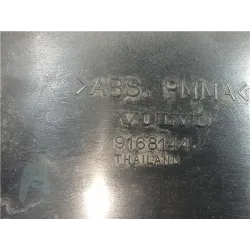 >ABS. PMMA<
VOLVO
9168144
THAILAND